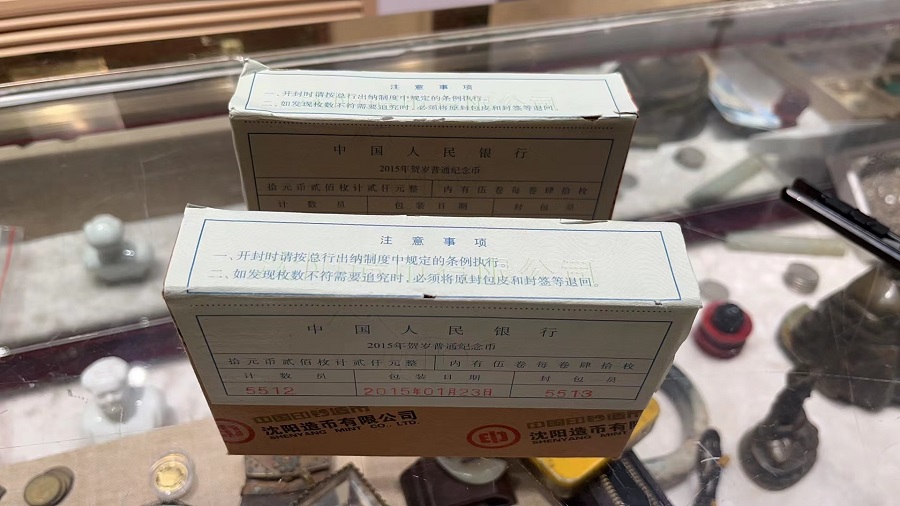 注意事项
一、开封时请按总行出纳制度中规定的条例执行。
二、如发现枚数不符需要追究时，必须将原封包皮和封签等退回。
中国人民银行
2015年贺岁普通纪念币
拾元币贰佰枚计贰仟元整 内有伍卷每卷肆拾枚
计数员 包装日期 封包员
注意事项
一、开封时请按总行出纳制度中规定的条例执行。
二、如发现枚数不符需要追究时，必须将原封包皮和封签等退回。
中国人民银行
2015年贺岁普通纪念币
拾元币贰佰枚计贰仟元整 内有伍卷每卷肆拾枚
计数员 包装日期 封包员
5512 2015年01月23日 5513
中国印钞造币
沈阳造币有限公司 沈阳造币有限
SHENYANG MINT CO., LTD. SHENYANG MINT